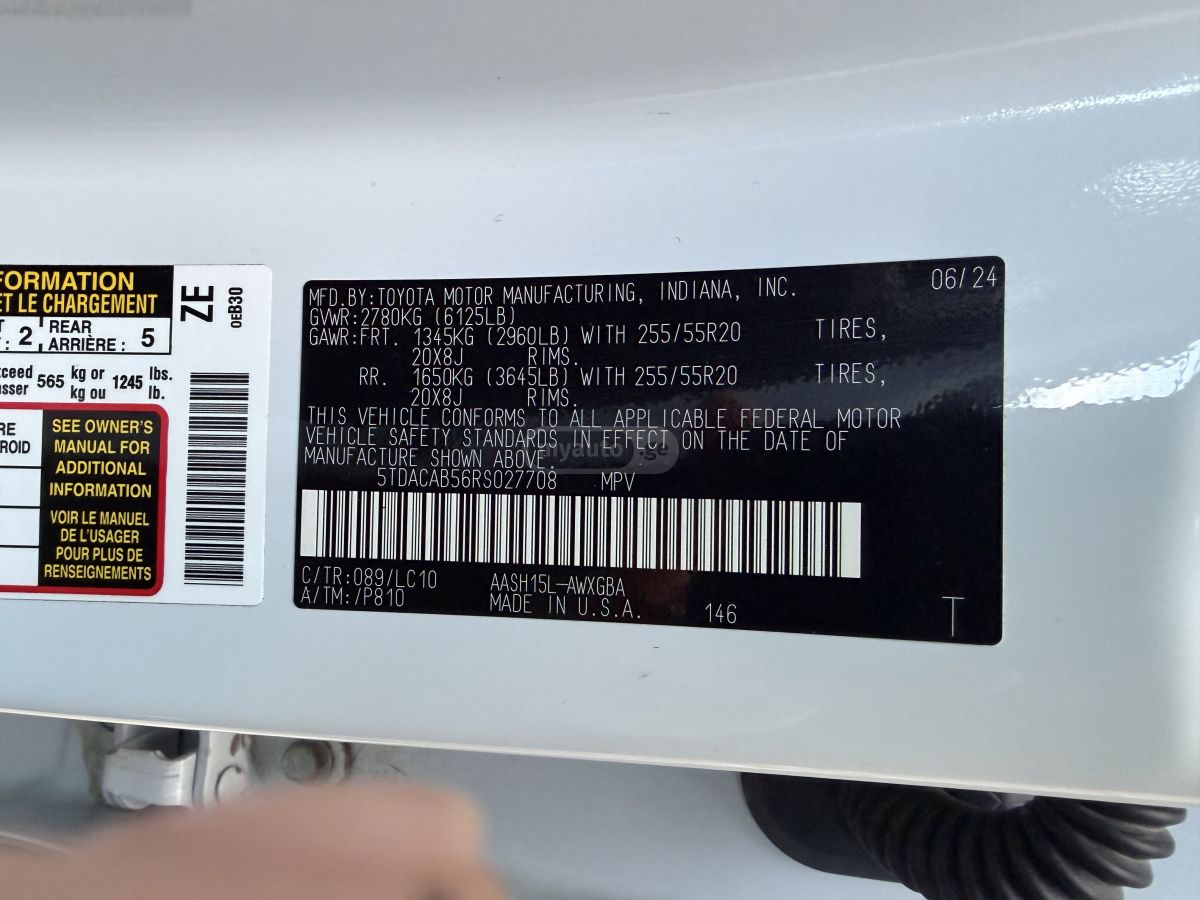 FORMATION
ET LE CHARGEMENT
2 REAR
ARRIÈRE : 5
kg or lbs.
565 kg ou 1245 lb.
SEE OWNER'S
MANUAL FOR
ADDITIONAL
INFORMATION
VOIR LE MANUEL
DE L'USAGER
POUR PLUS DE
RENSEIGNEMENTS
ZE
0EB30
MFD.BY:TOYOTA MOTOR MANUFACTURING, INDIANA, INC. 06/24
GVWR:2780KG (6125LB)
GAWR:FRT. 1345KG (2960LB) WITH 255/55R20 TIRES,
20X8J RIMS.
RR. 1650KG (3645LB) WITH 255/55R20 TIRES,
20X8J RIMS.
THIS VEHICLE CONFORMS TO ALL APPLICABLE FEDERAL MOTOR
VEHICLE SAFETY STANDARDS IN EFFECT ON THE DATE OF
MANUFACTURE SHOWN ABOVE.
5TDACAB56RS027708 MPV
C/TR:089/LC10 AASH15L-AWXGBA
A/TM:/P810 MADE IN U.S.A. 146 T